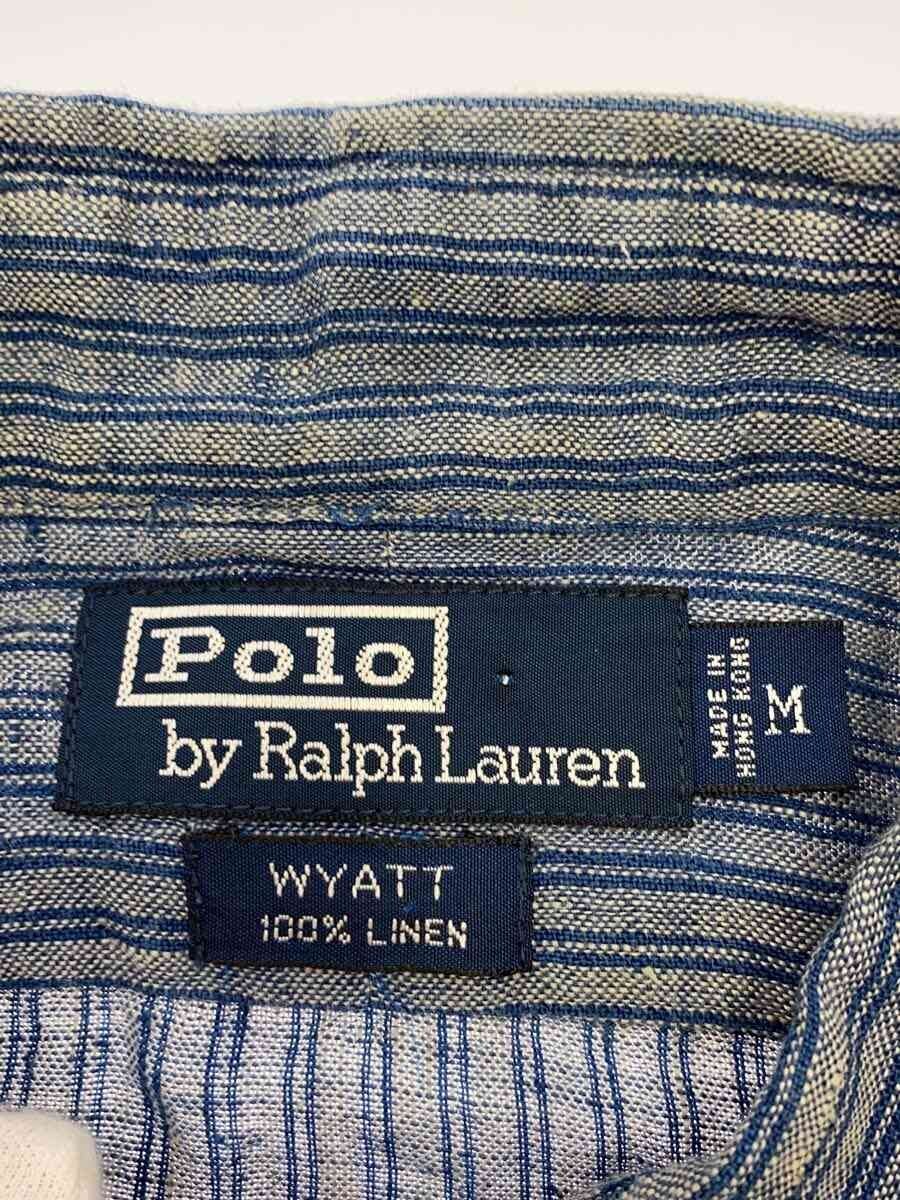 Polo
by Ralph Lauren
MADE IN
HONG KONG
M
WYATT
100% LINEN